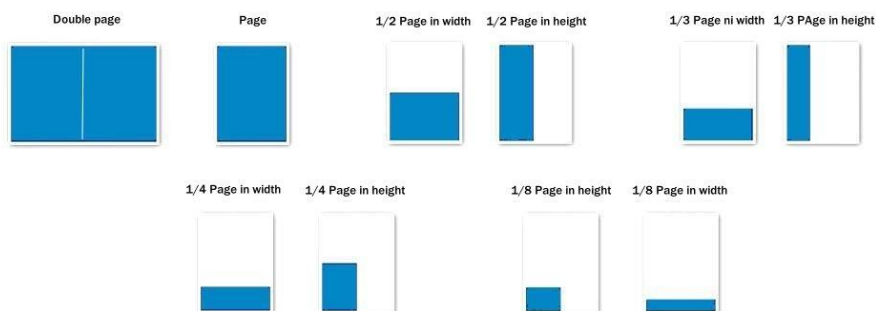 Double page
Page
1/2 Page in width
1/2 Page in height
1/3 Page ni width
1/3 PAge in height
1/4 Page in width
1/4 Page in height
1/8 Page in height
1/8 Page in width